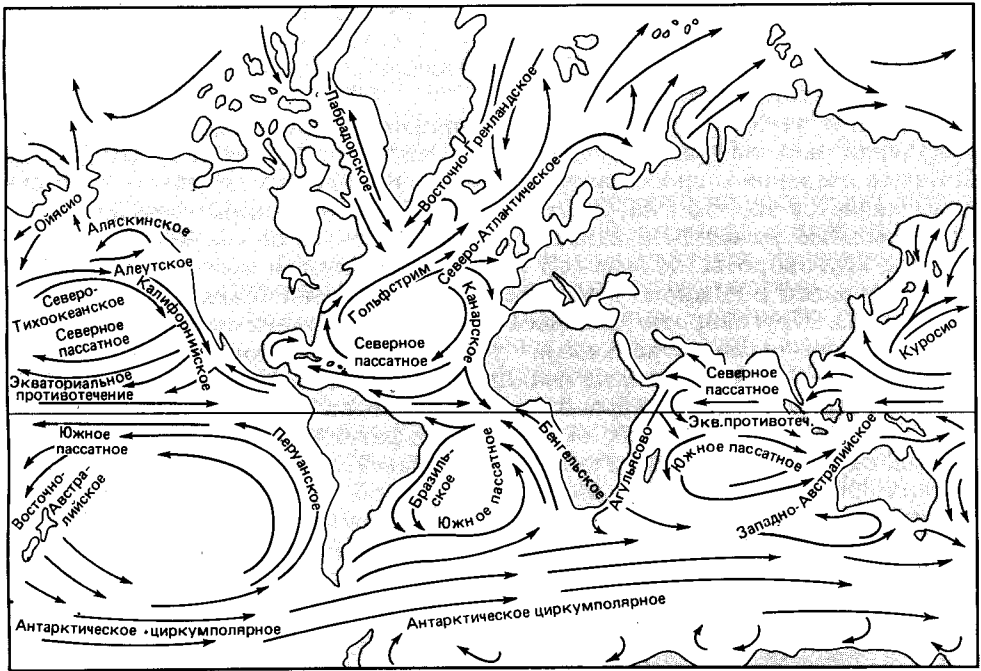 Лабрадорское
Восточно-Гренландское
Ойясио
Аляскинское
Алеутское
Северо-Атлантическое
Гольфстрим
Канарское
Калифорнийское
Северо-
Тихоокеанское
Северное
пассатное
Северное
пассатное
Куросио
Экваториальное
противотечение
Северное
пассатное
Экв.противотеч.
Южное
пассатное
Перуанское
Бразиль-
ское
Южное пассатное
Бенгельское
Агульясово
Южное пассатное
Западно-Австралийское
Восточно-
Австра-
лийское
Антарктическое циркумполярное
Антарктическое циркумполярное